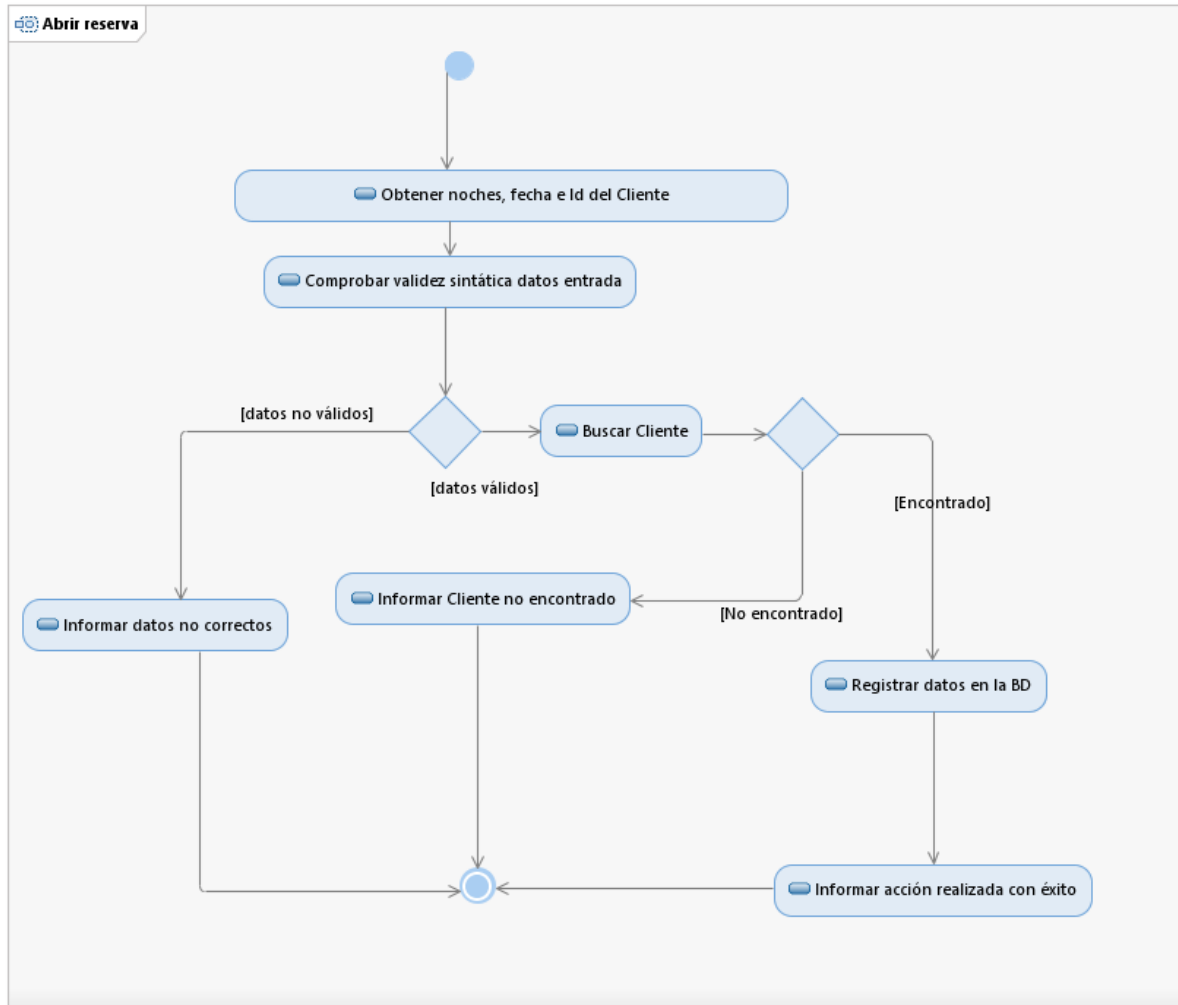 Abrir reserva
Obtener noches, fecha e Id del Cliente
Comprobar validez sintática datos entrada
[datos no válidos]
Buscar Cliente
[datos válidos]
[Encontrado]
Informar Cliente no encontrado
[No encontrado]
Informar datos no correctos
Registrar datos en la BD
Informar acción realizada con éxito